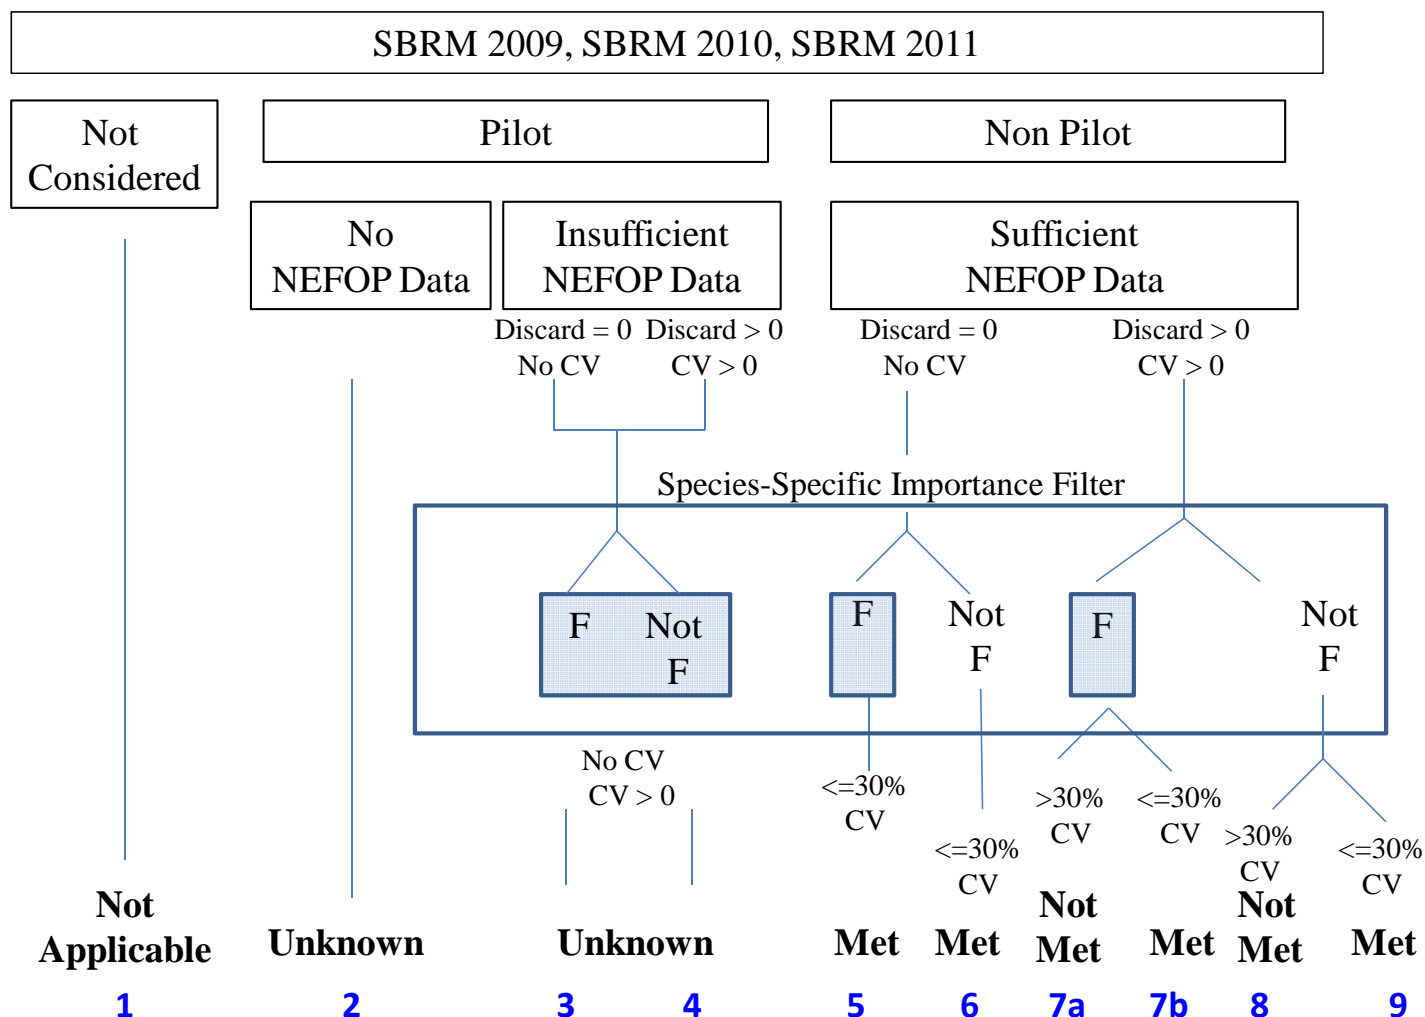 SBRM 2009, SBRM 2010, SBRM 2011
Not
Considered
Pilot
Non Pilot
No
NEFOP Data
Insufficient
NEFOP Data
Sufficient
NEFOP Data
Discard = 0
No CV
Discard > 0
CV > 0
Discard = 0
No CV
Discard > 0
CV > 0
Species-Specific Importance Filter
F
Not
F
F
Not
F
F
Not
F
No CV
CV > 0
<=30%
CV
<=30%
CV
>30%
CV
<=30%
CV
>30%
CV
<=30%
CV
Not
Applicable
Unknown
Unknown
Met
Met
Not
Met
Met
Not
Met
Met
1
2
3
4
5
6
7a
7b
8
9